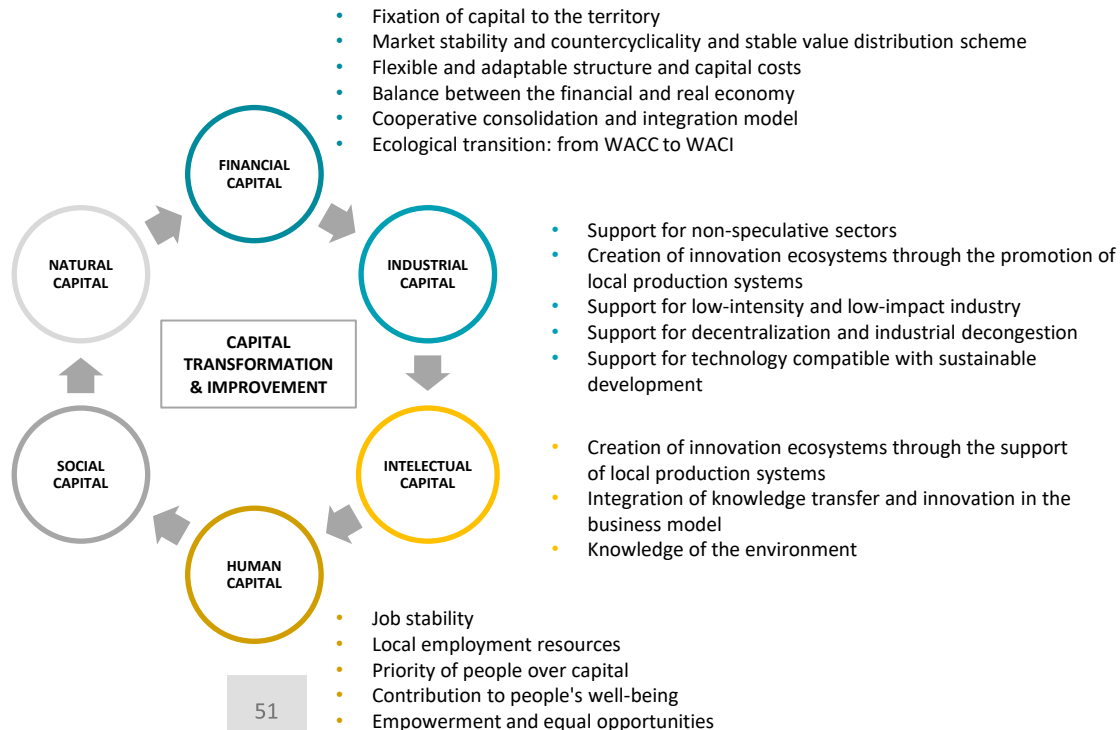 • Fixation of capital to the territory
• Market stability and countercyclicality and stable value distribution scheme
• Flexible and adaptable structure and capital costs
• Balance between the financial and real economy
• Cooperative consolidation and integration model
• Ecological transition: from WACC to WACI
FINANCIAL
CAPITAL
NATURAL
CAPITAL
INDUSTRIAL
CAPITAL
• Support for non-speculative sectors
• Creation of innovation ecosystems through the promotion of
local production systems
• Support for low-intensity and low-impact industry
• Support for decentralization and industrial decongestion
• Support for technology compatible with sustainable
development
CAPITAL
TRANSFORMATION
& IMPROVEMENT
SOCIAL
CAPITAL
INTELECTUAL
CAPITAL
• Creation of innovation ecosystems through the support
of local production systems
• Integration of knowledge transfer and innovation in the
business model
• Knowledge of the environment
HUMAN
CAPITAL
• Job stability
• Local employment resources
• Priority of people over capital
• Contribution to people's well-being
• Empowerment and equal opportunities
51